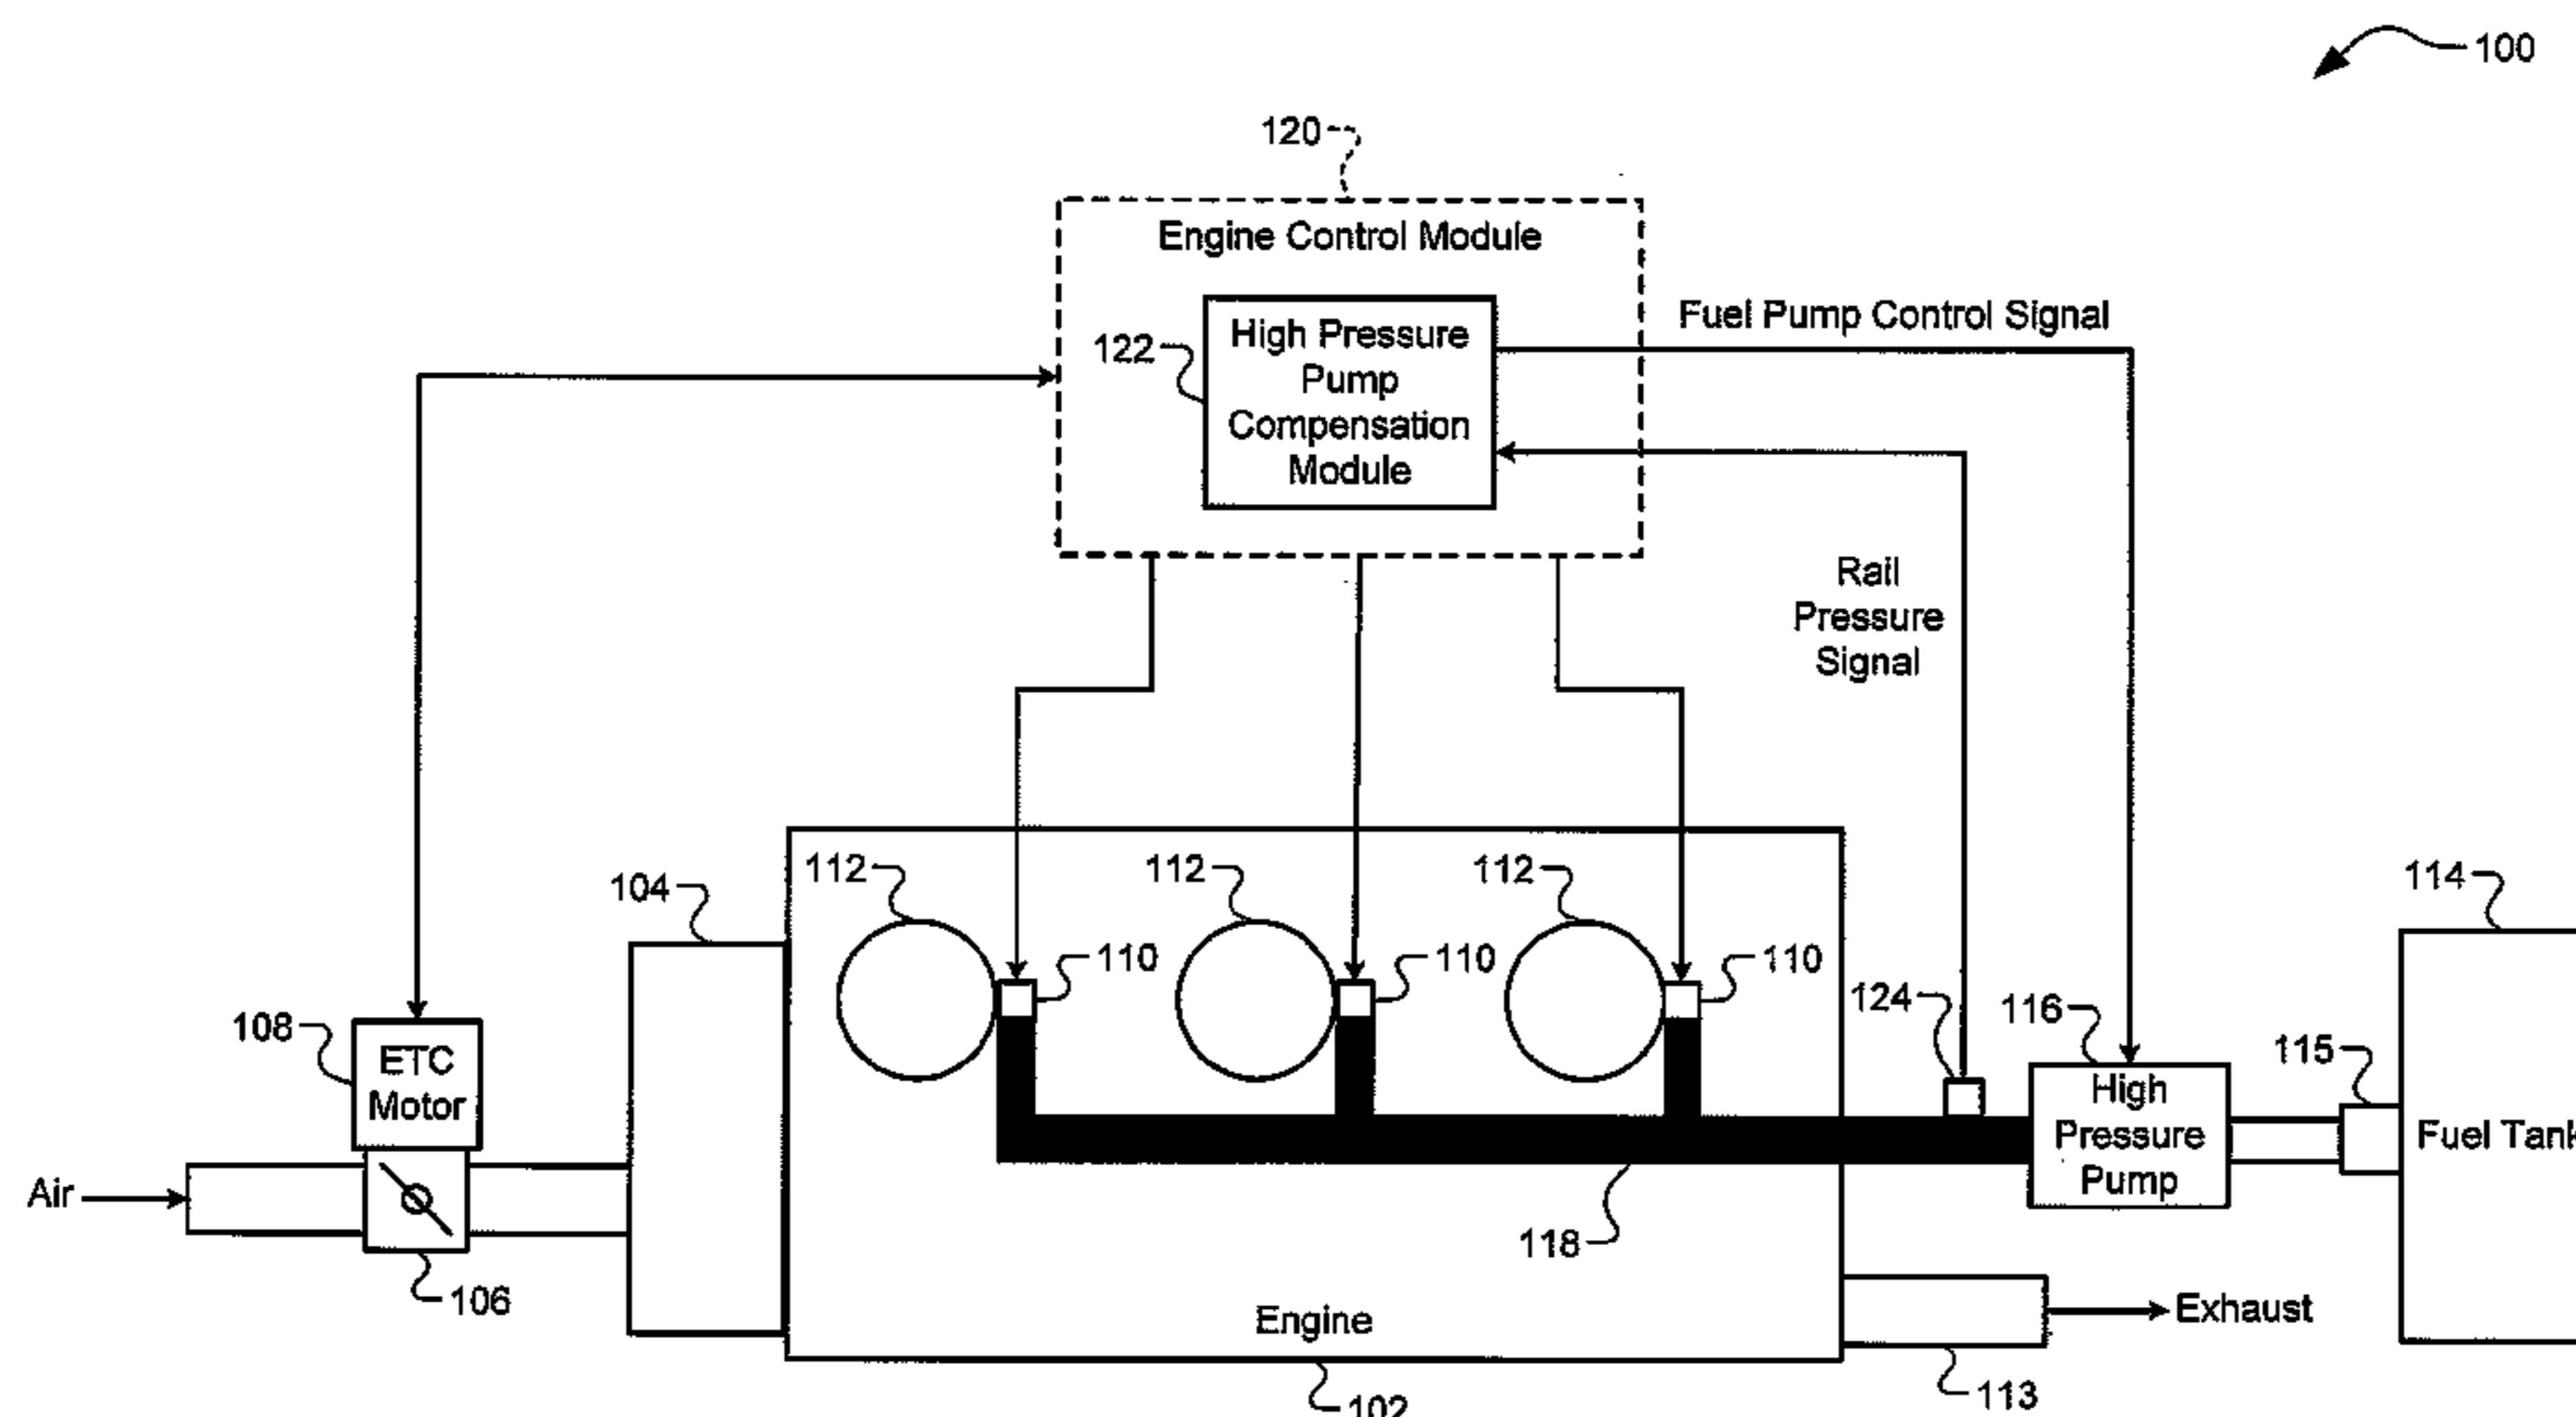 100
120
Engine Control Module
Fuel Pump Control Signal
122
High Pressure
Pump
Compensation
Module
Rail
Pressure
Signal
104
112
112
112
114
110
110
110
124
116
115
108
ETC
Motor
High
Pressure
Pump
Fuel Tank
Air
118
106
Engine
Exhaust
102
113